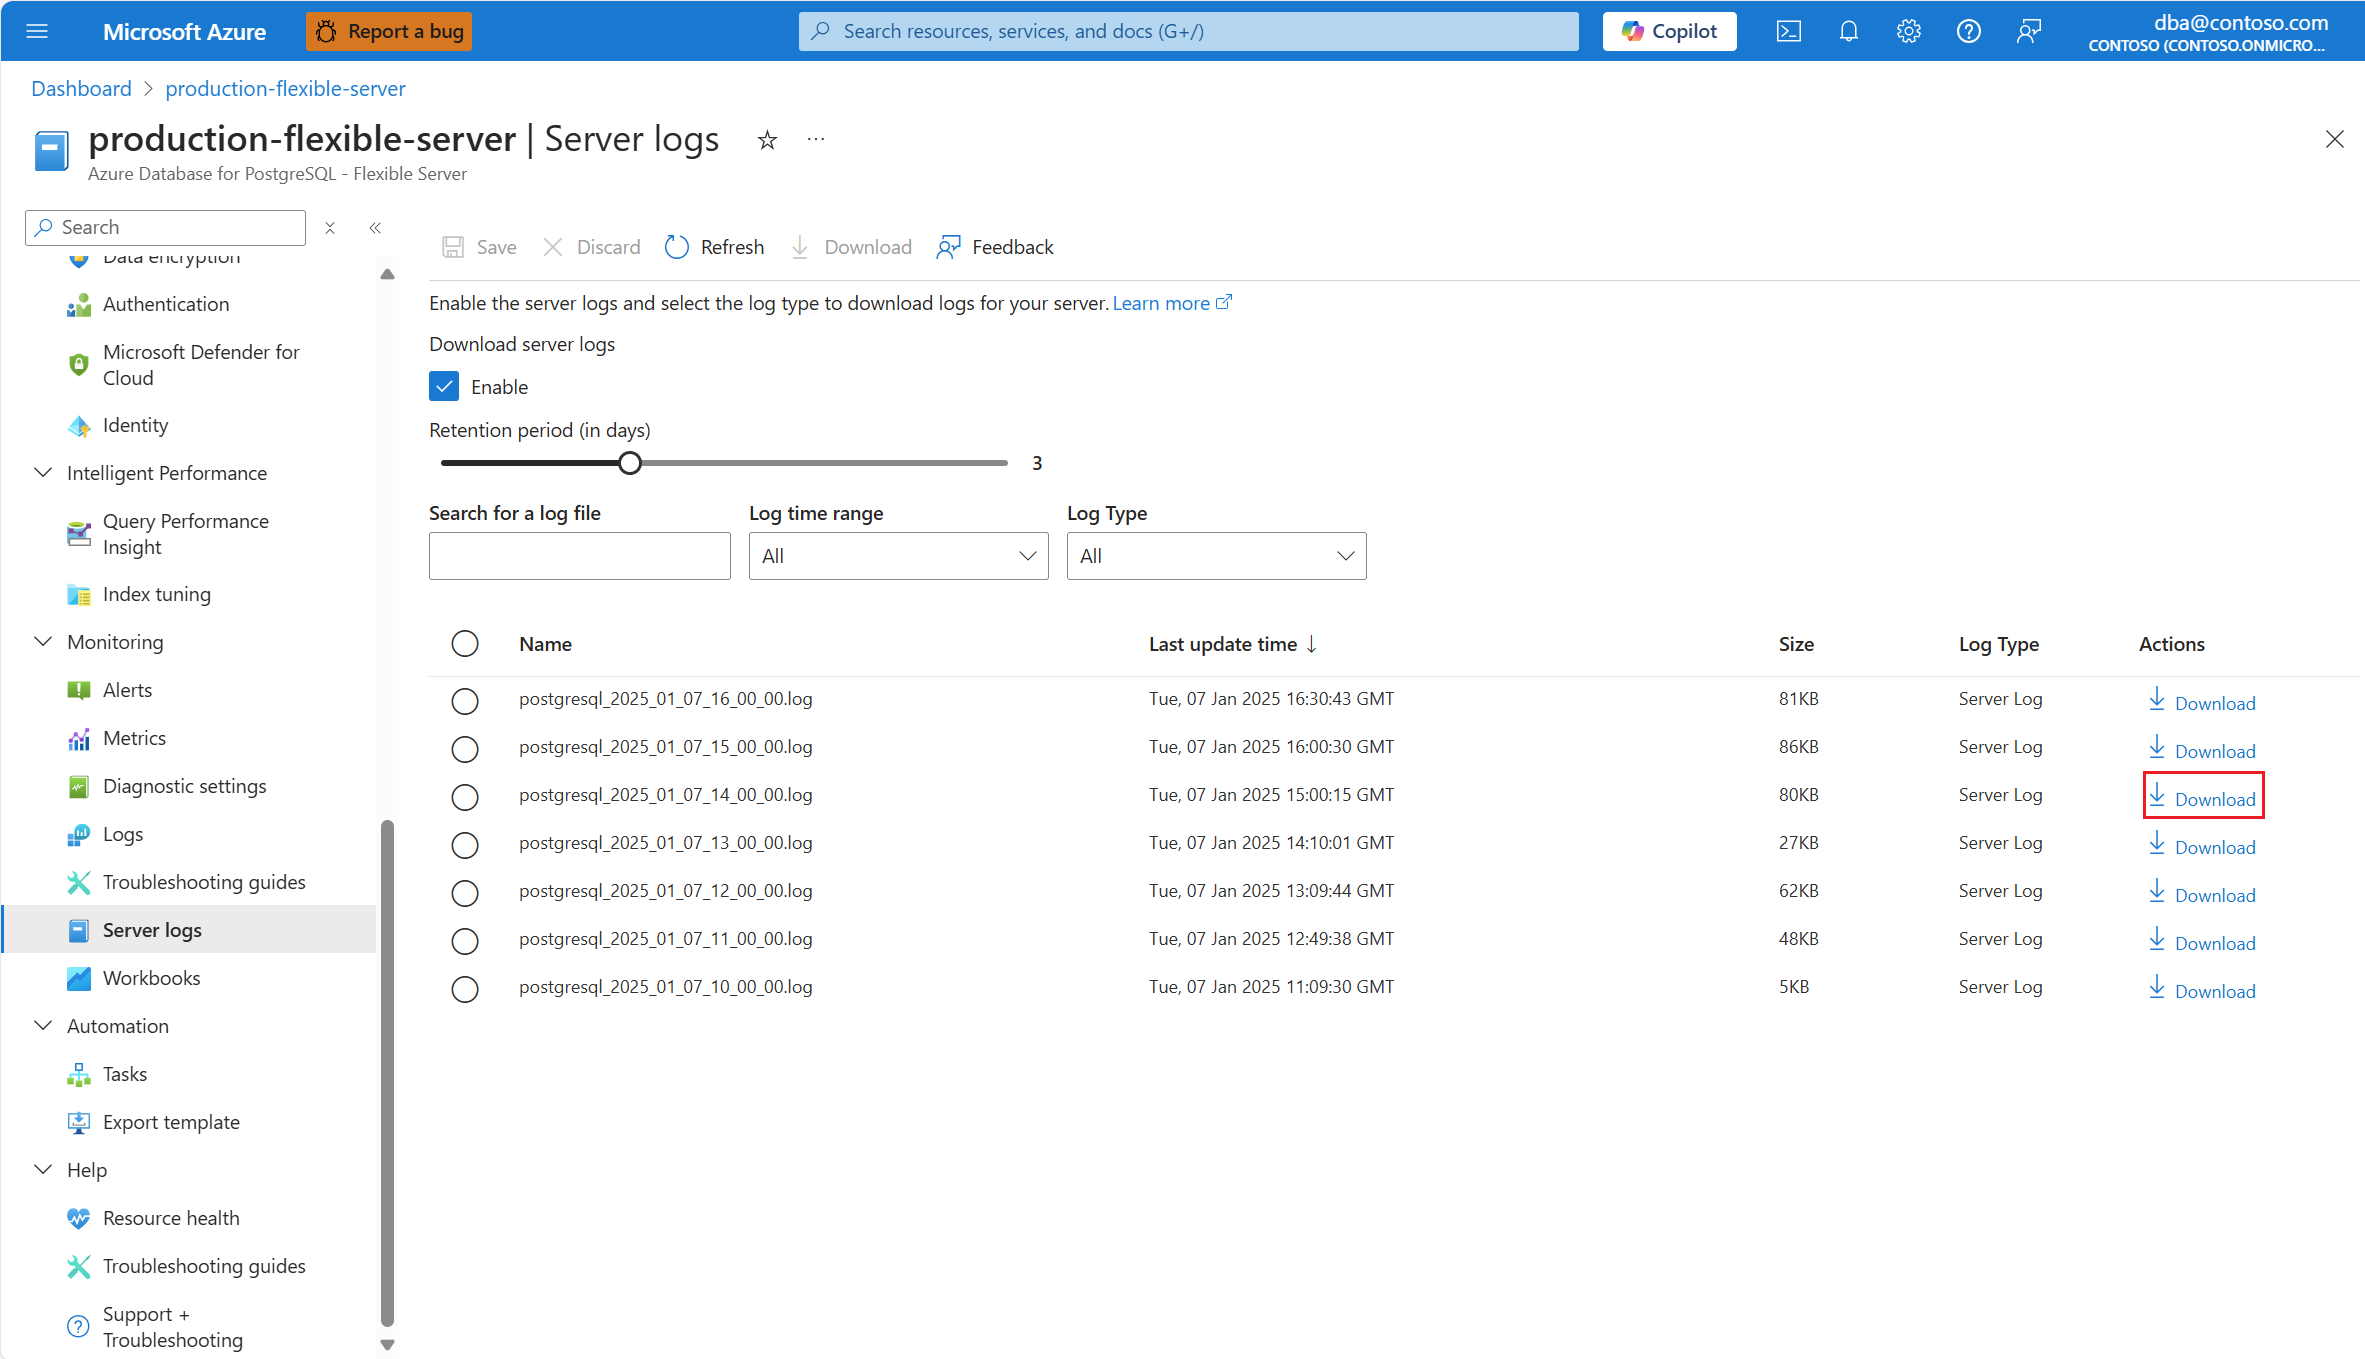 Microsoft Azure
Report a bug
Search resources, services, and docs (G+/)
Copilot
dba@contoso.com
CONTOSO (CONTOSO.ONMICRO...
Dashboard > production-flexible-server
production-flexible-server | Server logs
Azure Database for PostgreSQL - Flexible Server
Search
Data encryption
Authentication
Microsoft Defender for
Cloud
Identity
Intelligent Performance
Query Performance
Insight
Index tuning
Monitoring
Alerts
Metrics
Diagnostic settings
Logs
Troubleshooting guides
Server logs
Workbooks
Automation
Tasks
Export template
Help
Resource health
Troubleshooting guides
Support +
Troubleshooting
Save Discard Refresh Download Feedback
Enable the server logs and select the log type to download logs for your server. Learn more
Download server logs
Enable
Retention period (in days)
3
Search for a log file Log time range Log Type
All All
Name Last update time ↓ Size Log Type Actions
postgresql_2025_01_07_16_00_00.log Tue, 07 Jan 2025 16:30:43 GMT 81KB Server Log Download
postgresql_2025_01_07_15_00_00.log Tue, 07 Jan 2025 16:00:30 GMT 86KB Server Log Download
postgresql_2025_01_07_14_00_00.log Tue, 07 Jan 2025 15:00:15 GMT 80KB Server Log Download
postgresql_2025_01_07_13_00_00.log Tue, 07 Jan 2025 14:10:01 GMT 27KB Server Log Download
postgresql_2025_01_07_12_00_00.log Tue, 07 Jan 2025 13:09:44 GMT 62KB Server Log Download
postgresql_2025_01_07_11_00_00.log Tue, 07 Jan 2025 12:49:38 GMT 48KB Server Log Download
postgresql_2025_01_07_10_00_00.log Tue, 07 Jan 2025 11:09:30 GMT 5KB Server Log Download